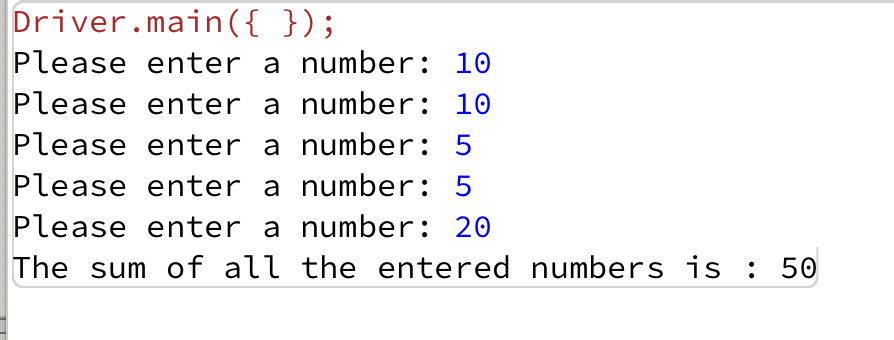 Driver.main({ });
Please enter a number: 10
Please enter a number: 10
Please enter a number: 5
Please enter a number: 5
Please enter a number: 20
The sum of all the entered numbers is : 50